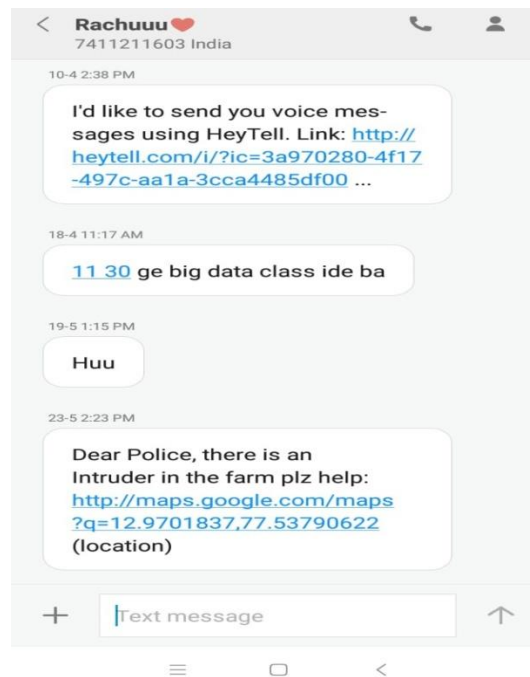 Rachuuu❤
7411211603 India
10-4 2:38 PM
I'd like to send you voice mes-
sages using HeyTell. Link: http://
heytell.com/i/?ic=3a970280-4f17
-497c-aa1a-3cca4485df00 ...
18-4 11:17 AM
11 30 ge big data class ide ba
19-5 1:15 PM
Huu
23-5 2:23 PM
Dear Police, there is an
Intruder in the farm plz help:
http://maps.google.com/maps
?q=12.9701837,77.53790622
(location)
Text message